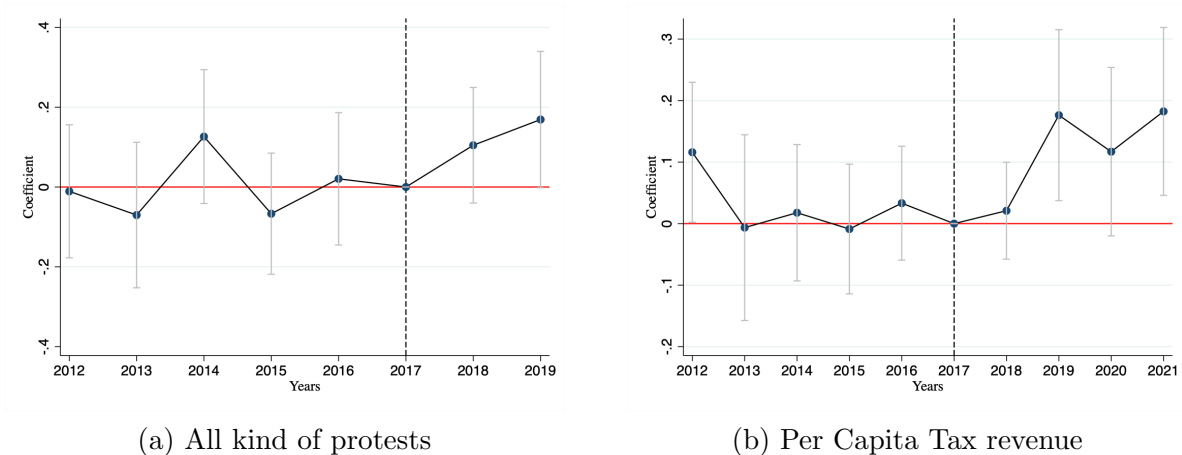 .4
.2
0
-.2
-.4
Coefficient
2012 2013 2014 2015 2016 2017 2018 2019
Years
(a) All kind of protests
.3
.2
.1
0
-.1
-.2
Coefficient
2012 2013 2014 2015 2016 2017 2018 2019 2020 2021
Years
(b) Per Capita Tax revenue